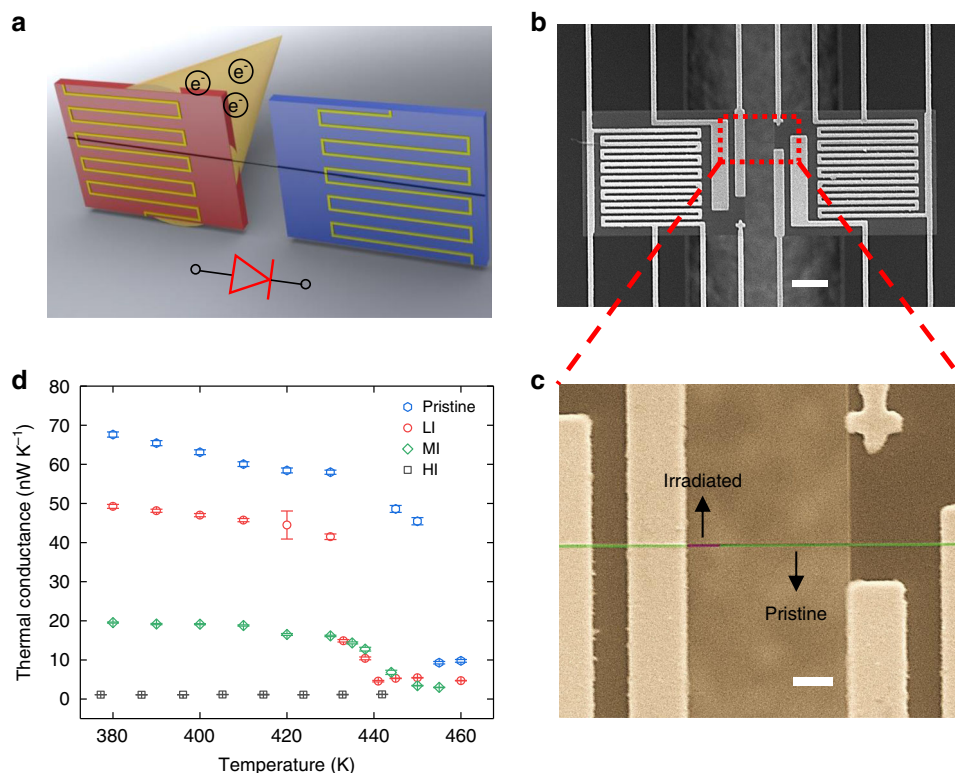 a
e-
e-
e-
b
c
Irradiated
Pristine
d
Thermal conductance (nW K⁻¹)
80
70
60
50
40
30
20
10
0
Pristine
LI
MI
HI
380
400
420
440
460
Temperature (K)